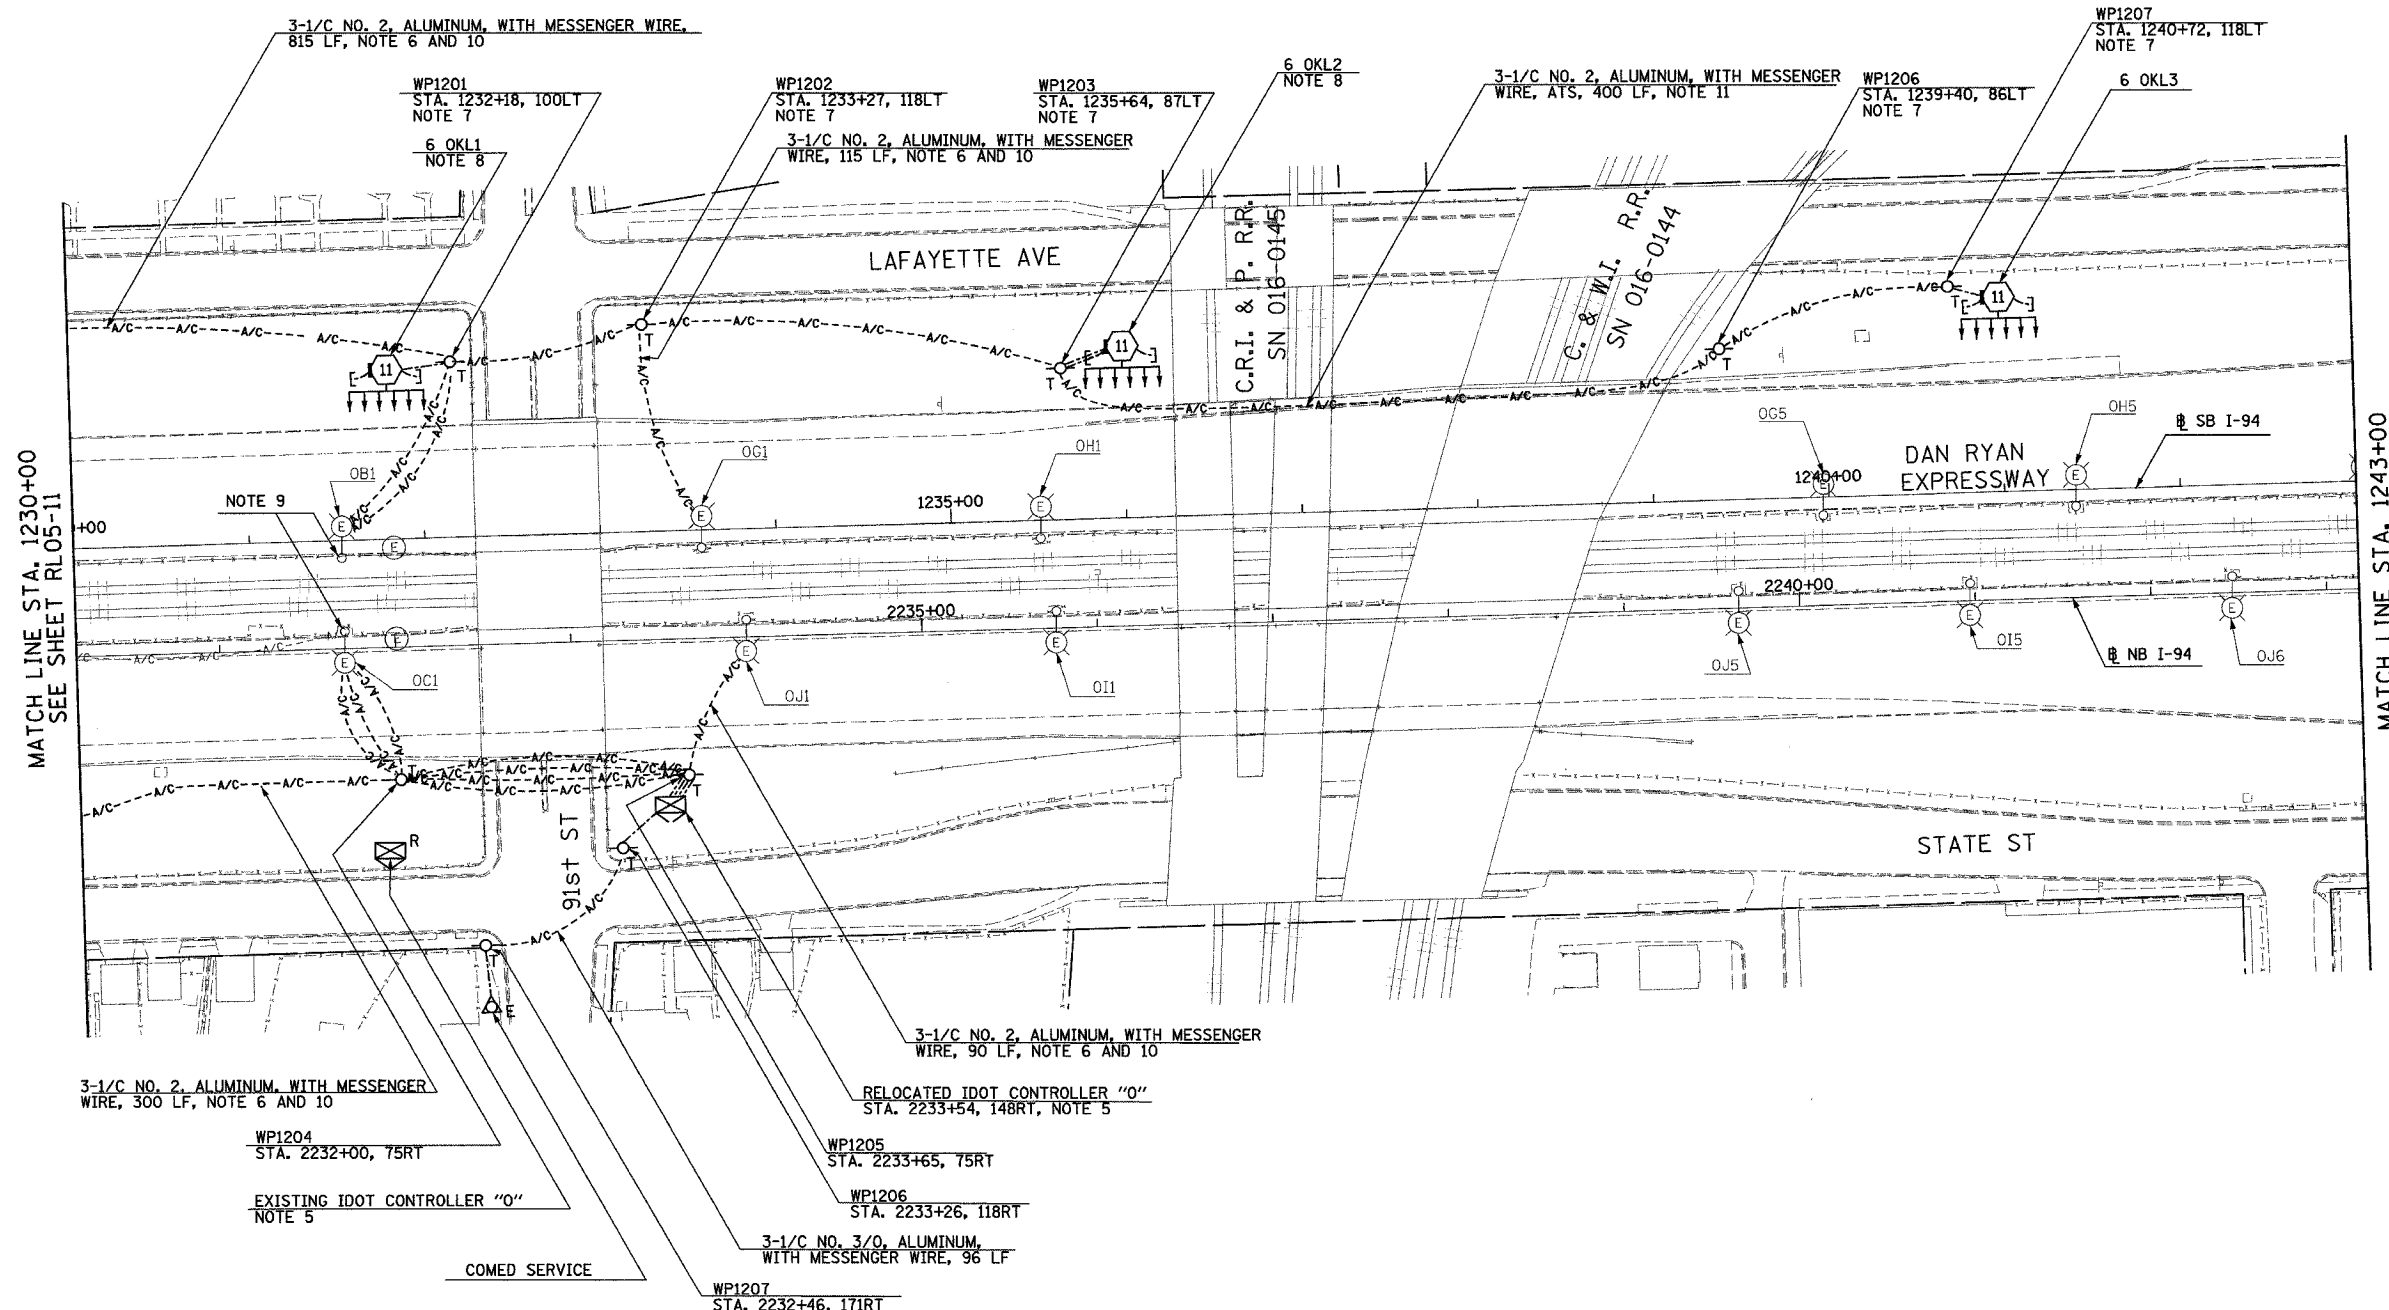 3-1/C NO. 2, ALUMINUM, WITH MESSENGER WIRE,
815 LF, NOTE 6 AND 10
WP1201
STA. 1232+18, 100LT
NOTE 7
6 OKL1
NOTE 8
WP1202
STA. 1233+27, 118LT
NOTE 7
3-1/C NO. 2, ALUMINUM, WITH MESSENGER
WIRE, 115 LF, NOTE 6 AND 10
WP1203
STA. 1235+64, 87LT
NOTE 7
6 OKL2
NOTE 8
3-1/C NO. 2, ALUMINUM, WITH MESSENGER
WIRE, ATS, 400 LF, NOTE 11
WP1206
STA. 1239+40, 86LT
NOTE 7
WP1207
STA. 1240+72, 118LT
NOTE 7
6 OKL3
LAFAYETTE AVE
C.R.I. & P. R.R.
SN 016-0145
C. & W.I. R.R.
SN 016-0144
11
11
11
T
T
T
T
T
A/C
OB1
OG1
OH1
OG5
OH5
℄ SB I-94
DAN RYAN
EXPRESSWAY
NOTE 9
+00
1235+00
1240+00
2235+00
2240+00
E
OC1
OJ1
OI1
OJ5
OI5
℄ NB I-94
OJ6
MATCH LINE STA. 1230+00
SEE SHEET RL05-11
MATCH LINE STA. 1243+00
91st ST
STATE ST
R
T
T
T
T
E
3-1/C NO. 2, ALUMINUM, WITH MESSENGER
WIRE, 90 LF, NOTE 6 AND 10
3-1/C NO. 2, ALUMINUM, WITH MESSENGER
WIRE, 300 LF, NOTE 6 AND 10
RELOCATED IDOT CONTROLLER "O"
STA. 2233+54, 148RT, NOTE 5
WP1204
STA. 2232+00, 75RT
WP1205
STA. 2233+65, 75RT
EXISTING IDOT CONTROLLER "O"
NOTE 5
WP1206
STA. 2233+26, 118RT
3-1/C NO. 3/0, ALUMINUM,
WITH MESSENGER WIRE, 96 LF
COMED SERVICE
WP1207
STA. 2232+46, 171RT